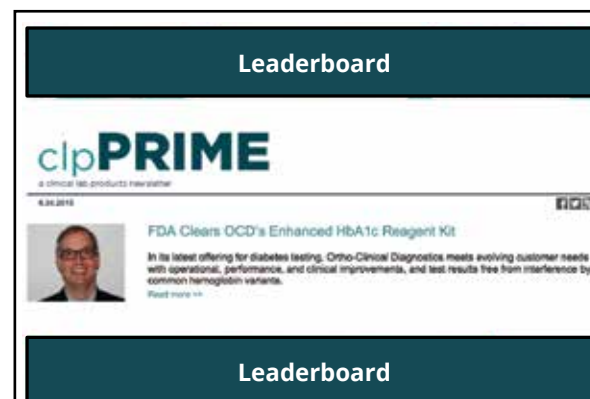 Leaderboard
clpPRIME
a clinical lab products newsletter
FDA Clears OCD's Enhanced HbA1c Reagent Kit
In its latest offering for diabetes testing, Ortho-Clinical Diagnostics meets evolving customer needs
with operational, performance, and clinical improvements, and test results free from interference by
common hemoglobin variants.
Read more >>
Leaderboard